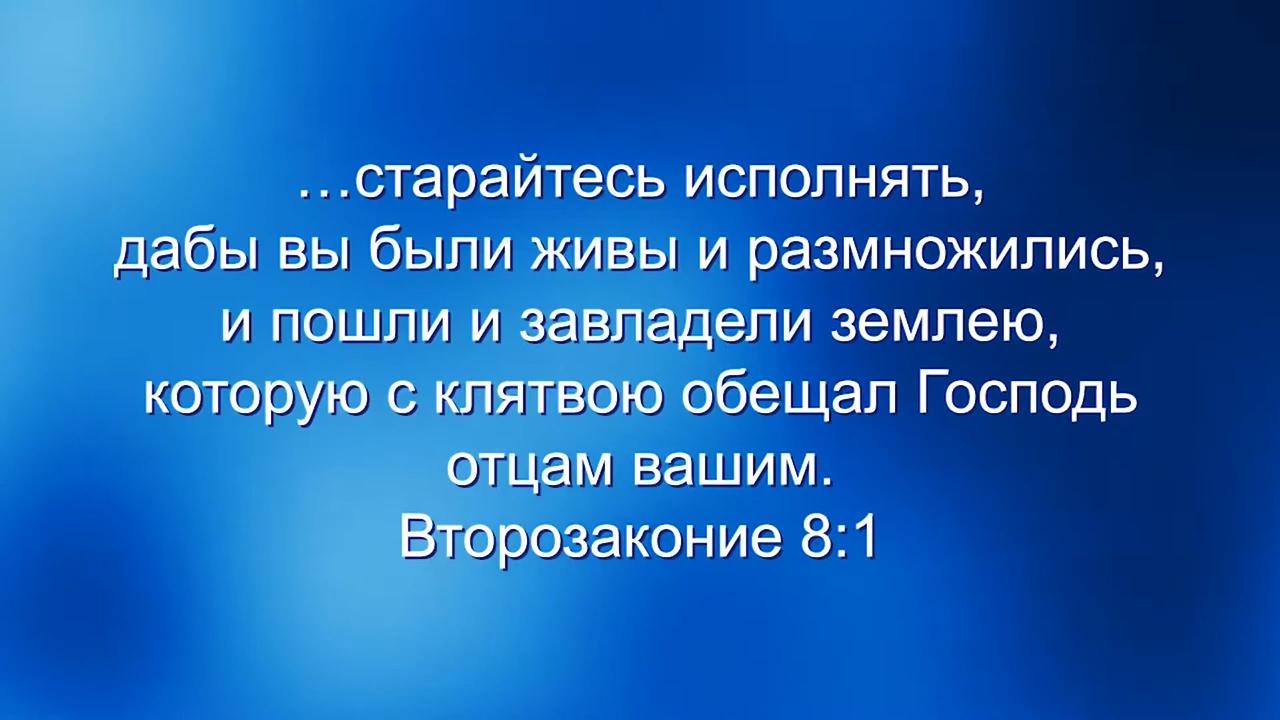 …старайтесь исполнять,
дабы вы были живы и размножились,
и пошли и завладели землею,
которую с клятвою обещал Господь
отцам вашим.
Второзаконие 8:1